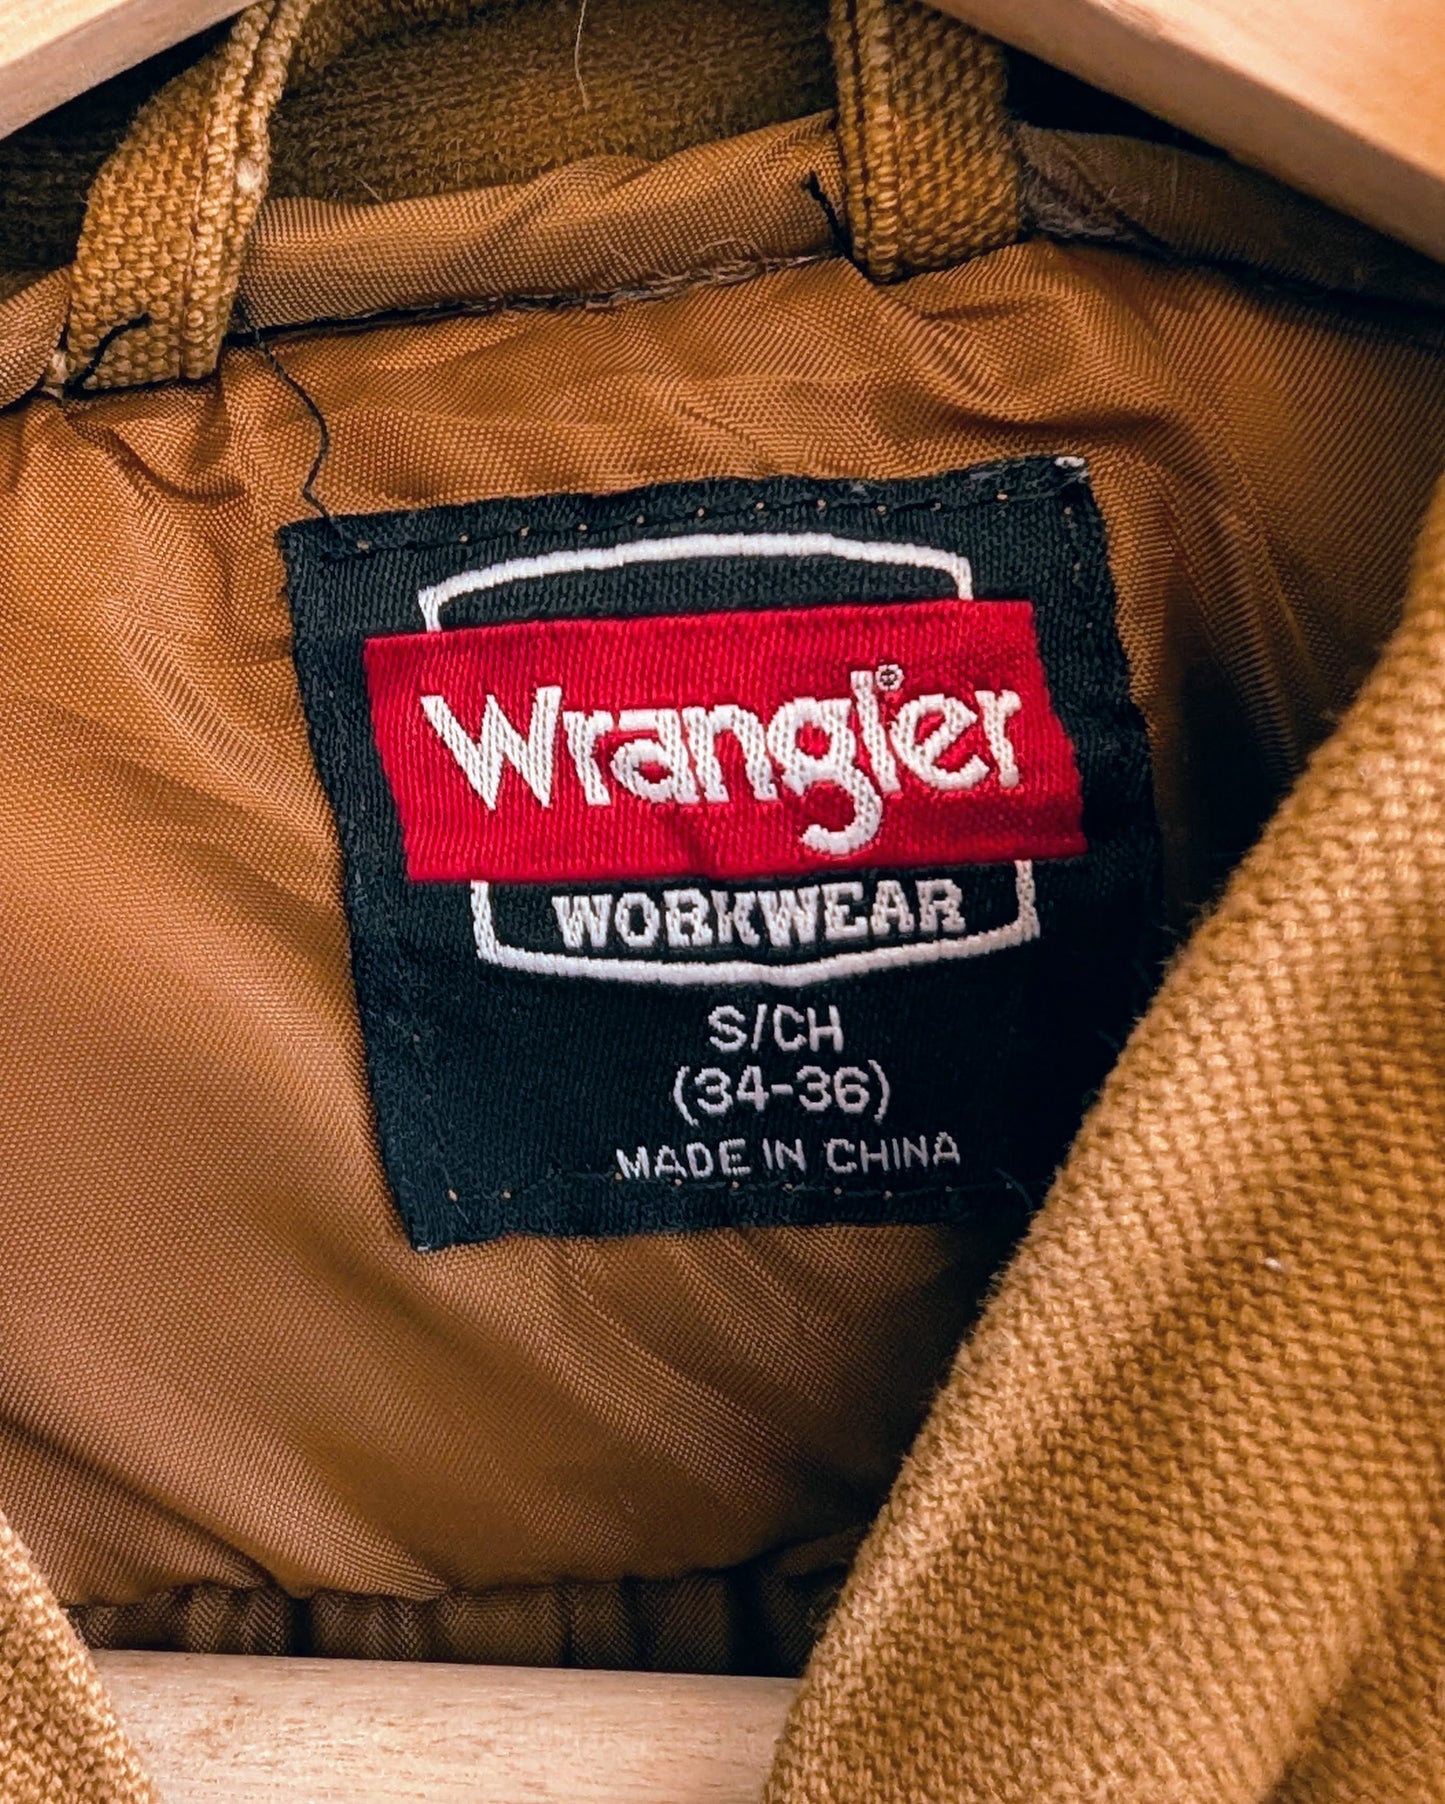 Wrangler®
WORKWEAR
S/CH
(34-36)
MADE IN CHINA